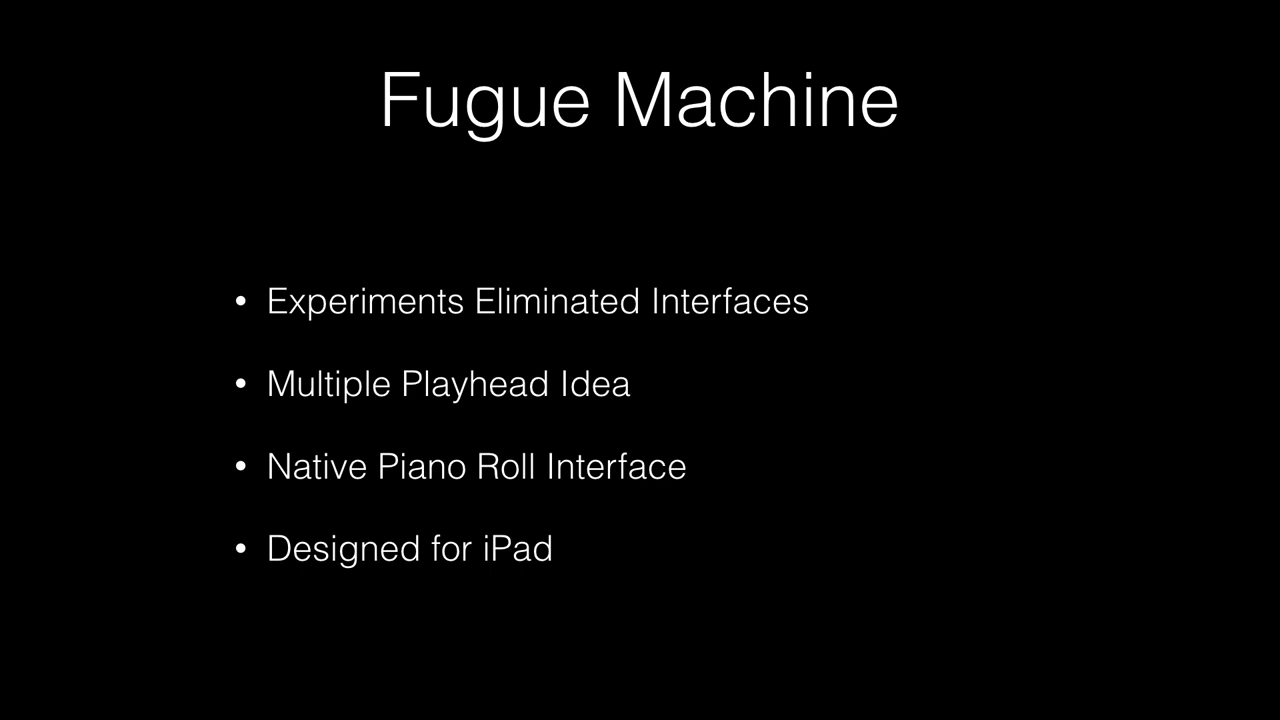 Fugue Machine
• Experiments Eliminated Interfaces
• Multiple Playhead Idea
• Native Piano Roll Interface
• Designed for iPad